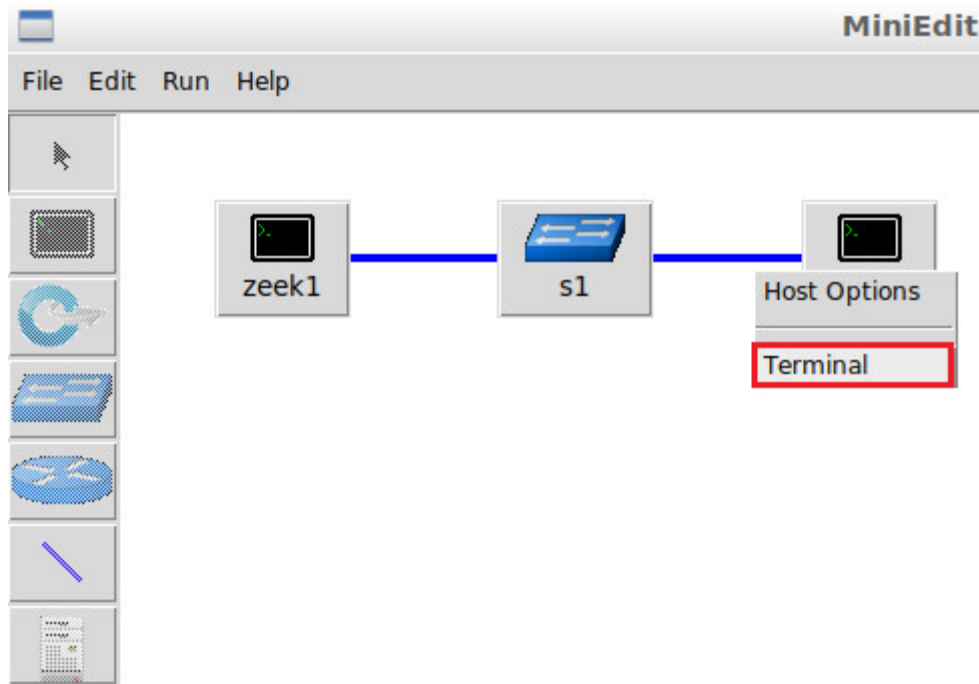 MiniEdit
File Edit Run Help
zeek1
s1
Host Options
Terminal